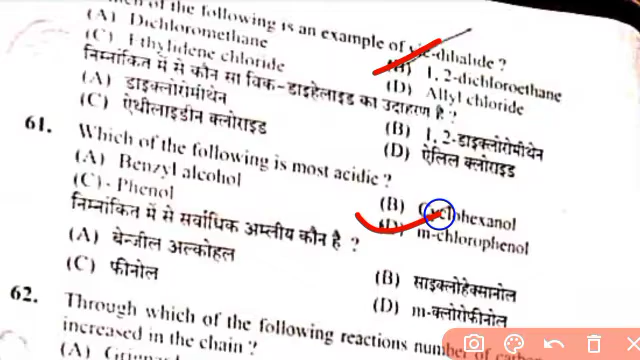 of the following is an example of vic-dihalide ?
(A) Dichloromethane
(B) 1, 2-dichloroethane
(C) Ethylidene chloride
(D) Allyl chloride
निम्नांकित में से कौन सा विक-डाइहेलाइड का उदाहरण है ?
(A) डाइक्लोरोमीथेन
(B) 1, 2-डाइक्लोरोमीथेन
(C) ऐथीलाइडीन क्लोराइड
(D) ऐलिल क्लोराइड
61. Which of the following is most acidic ?
(A) Benzyl alcohol
(B) Cyclohexanol
(C) - Phenol
(D) m-chlorophenol
निम्नांकित में से सर्वाधिक अम्लीय कौन है ?
(A) बेन्जील अल्कोहल
(B) साइक्लोहेक्सानोल
(C) फीनोल
(D) m-क्लोरोफीनोल
62. Through which of the following reactions number of
increased in the chain ?
(A)